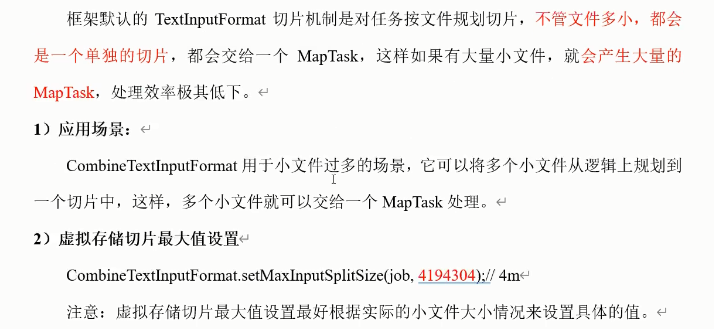 框架默认的 TextInputFormat 切片机制是对任务按文件规划切片，不管文件多小，都会
是一个单独的切片，都会交给一个 MapTask，这样如果有大量小文件，就会产生大量的
MapTask，处理效率极其低下。
1）应用场景：
CombineTextInputFormat 用于小文件过多的场景，它可以将多个小文件从逻辑上规划到
一个切片中，这样，多个小文件就可以交给一个 MapTask 处理。
2）虚拟存储切片最大值设置
CombineTextInputFormat.setMaxInputSplitSize(job, 4194304);// 4m
注意：虚拟存储切片最大值设置最好根据实际的小文件大小情况来设置具体的值。